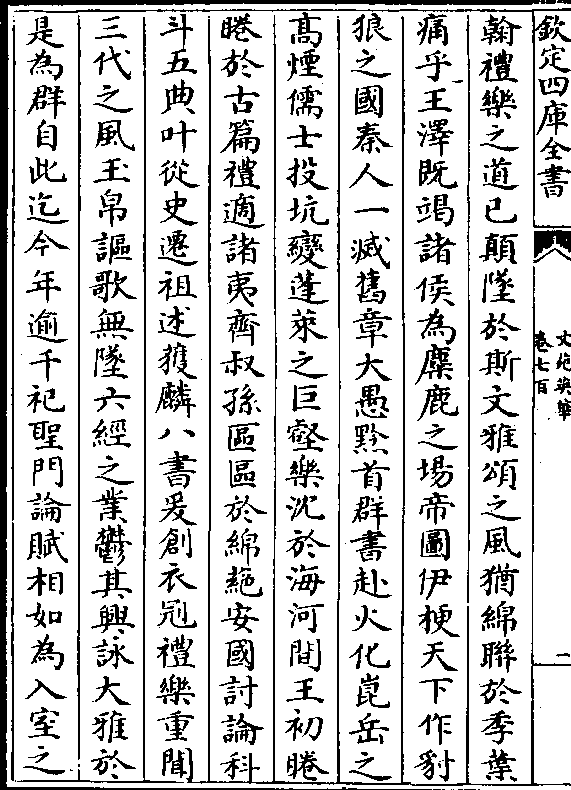 欽定四庫全書
文苑英華
卷七百
一
翰禮樂之道已顛墜於斯文雅頌之風猶綿聯於季葉
痛乎王澤既竭諸侯為麋鹿之場帝圖伊梗天下作豺
狼之國秦人一滅舊章大愚黔首群書赴火化崑岳之
高煙儒士投坑變蓬萊之巨壑樂沈於海河間王初睠
睠於古篇禮適諸夷齊叔孫區區於綿蕝安國討論科
斗五典叶從史遷祖述獲麟八書爰創衣冠禮樂重聞
三代之風玉帛謳歌無墜六經之業鬱其興詠大雅於
是為群自此迄今年逾千祀聖門論賦相如為入室之